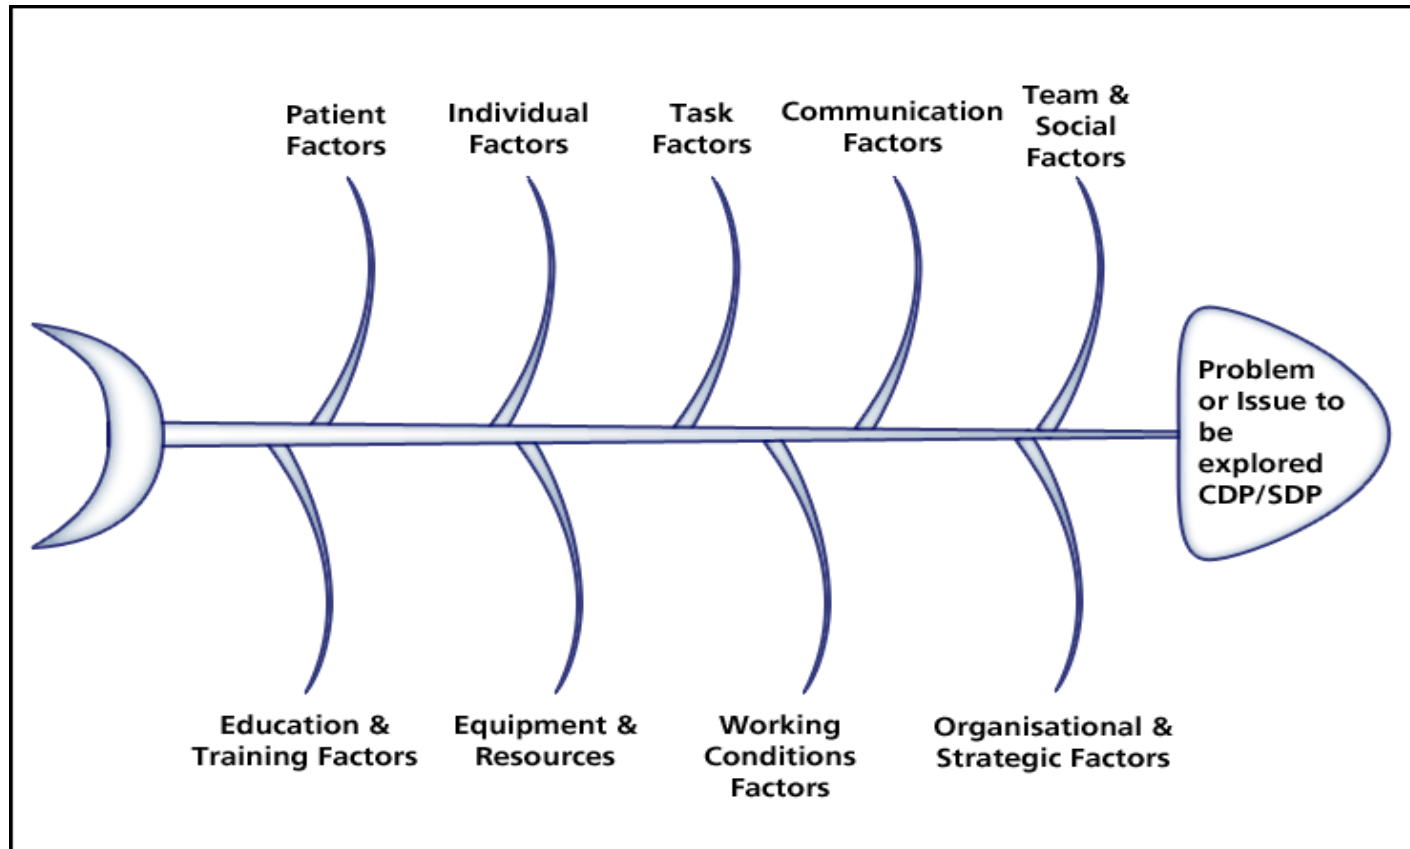 Patient
Factors
Individual
Factors
Task
Factors
Communication
Factors
Team &
Social
Factors
Problem
or Issue to
be
explored
CDP/SDP
Education &
Training Factors
Equipment &
Resources
Working
Conditions
Factors
Organisational &
Strategic Factors